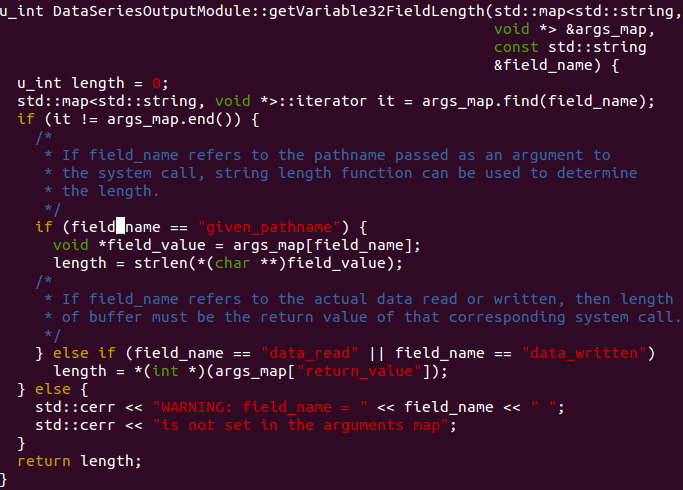 u_int DataSeriesOutputModule::getVariable32FieldLength(std::map<std::string,
void *> &args_map,
const std::string
&field_name) {
u_int length = 0;
std::map<std::string, void *>::iterator it = args_map.find(field_name);
if (it != args_map.end()) {
/*
* If field_name refers to the pathname passed as an argument to
* the system call, string length function can be used to determine
* the length.
*/
if (field_name == "given_pathname") {
void *field_value = args_map[field_name];
length = strlen(*(char **)field_value);
/*
* If field_name refers to the actual data read or written, then length
* of buffer must be the return value of that corresponding system call.
*/
} else if (field_name == "data_read" || field_name == "data_written")
length = *(int *)(args_map["return_value"]);
} else {
std::cerr << "WARNING: field_name = " << field_name << " ";
std::cerr << "is not set in the arguments map";
}
return length;
}